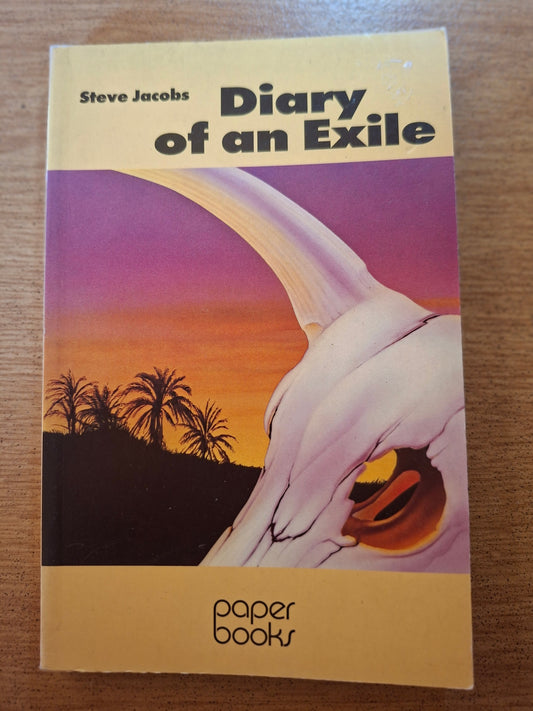 Steve Jacobs
Diary
of an Exile
paper
books